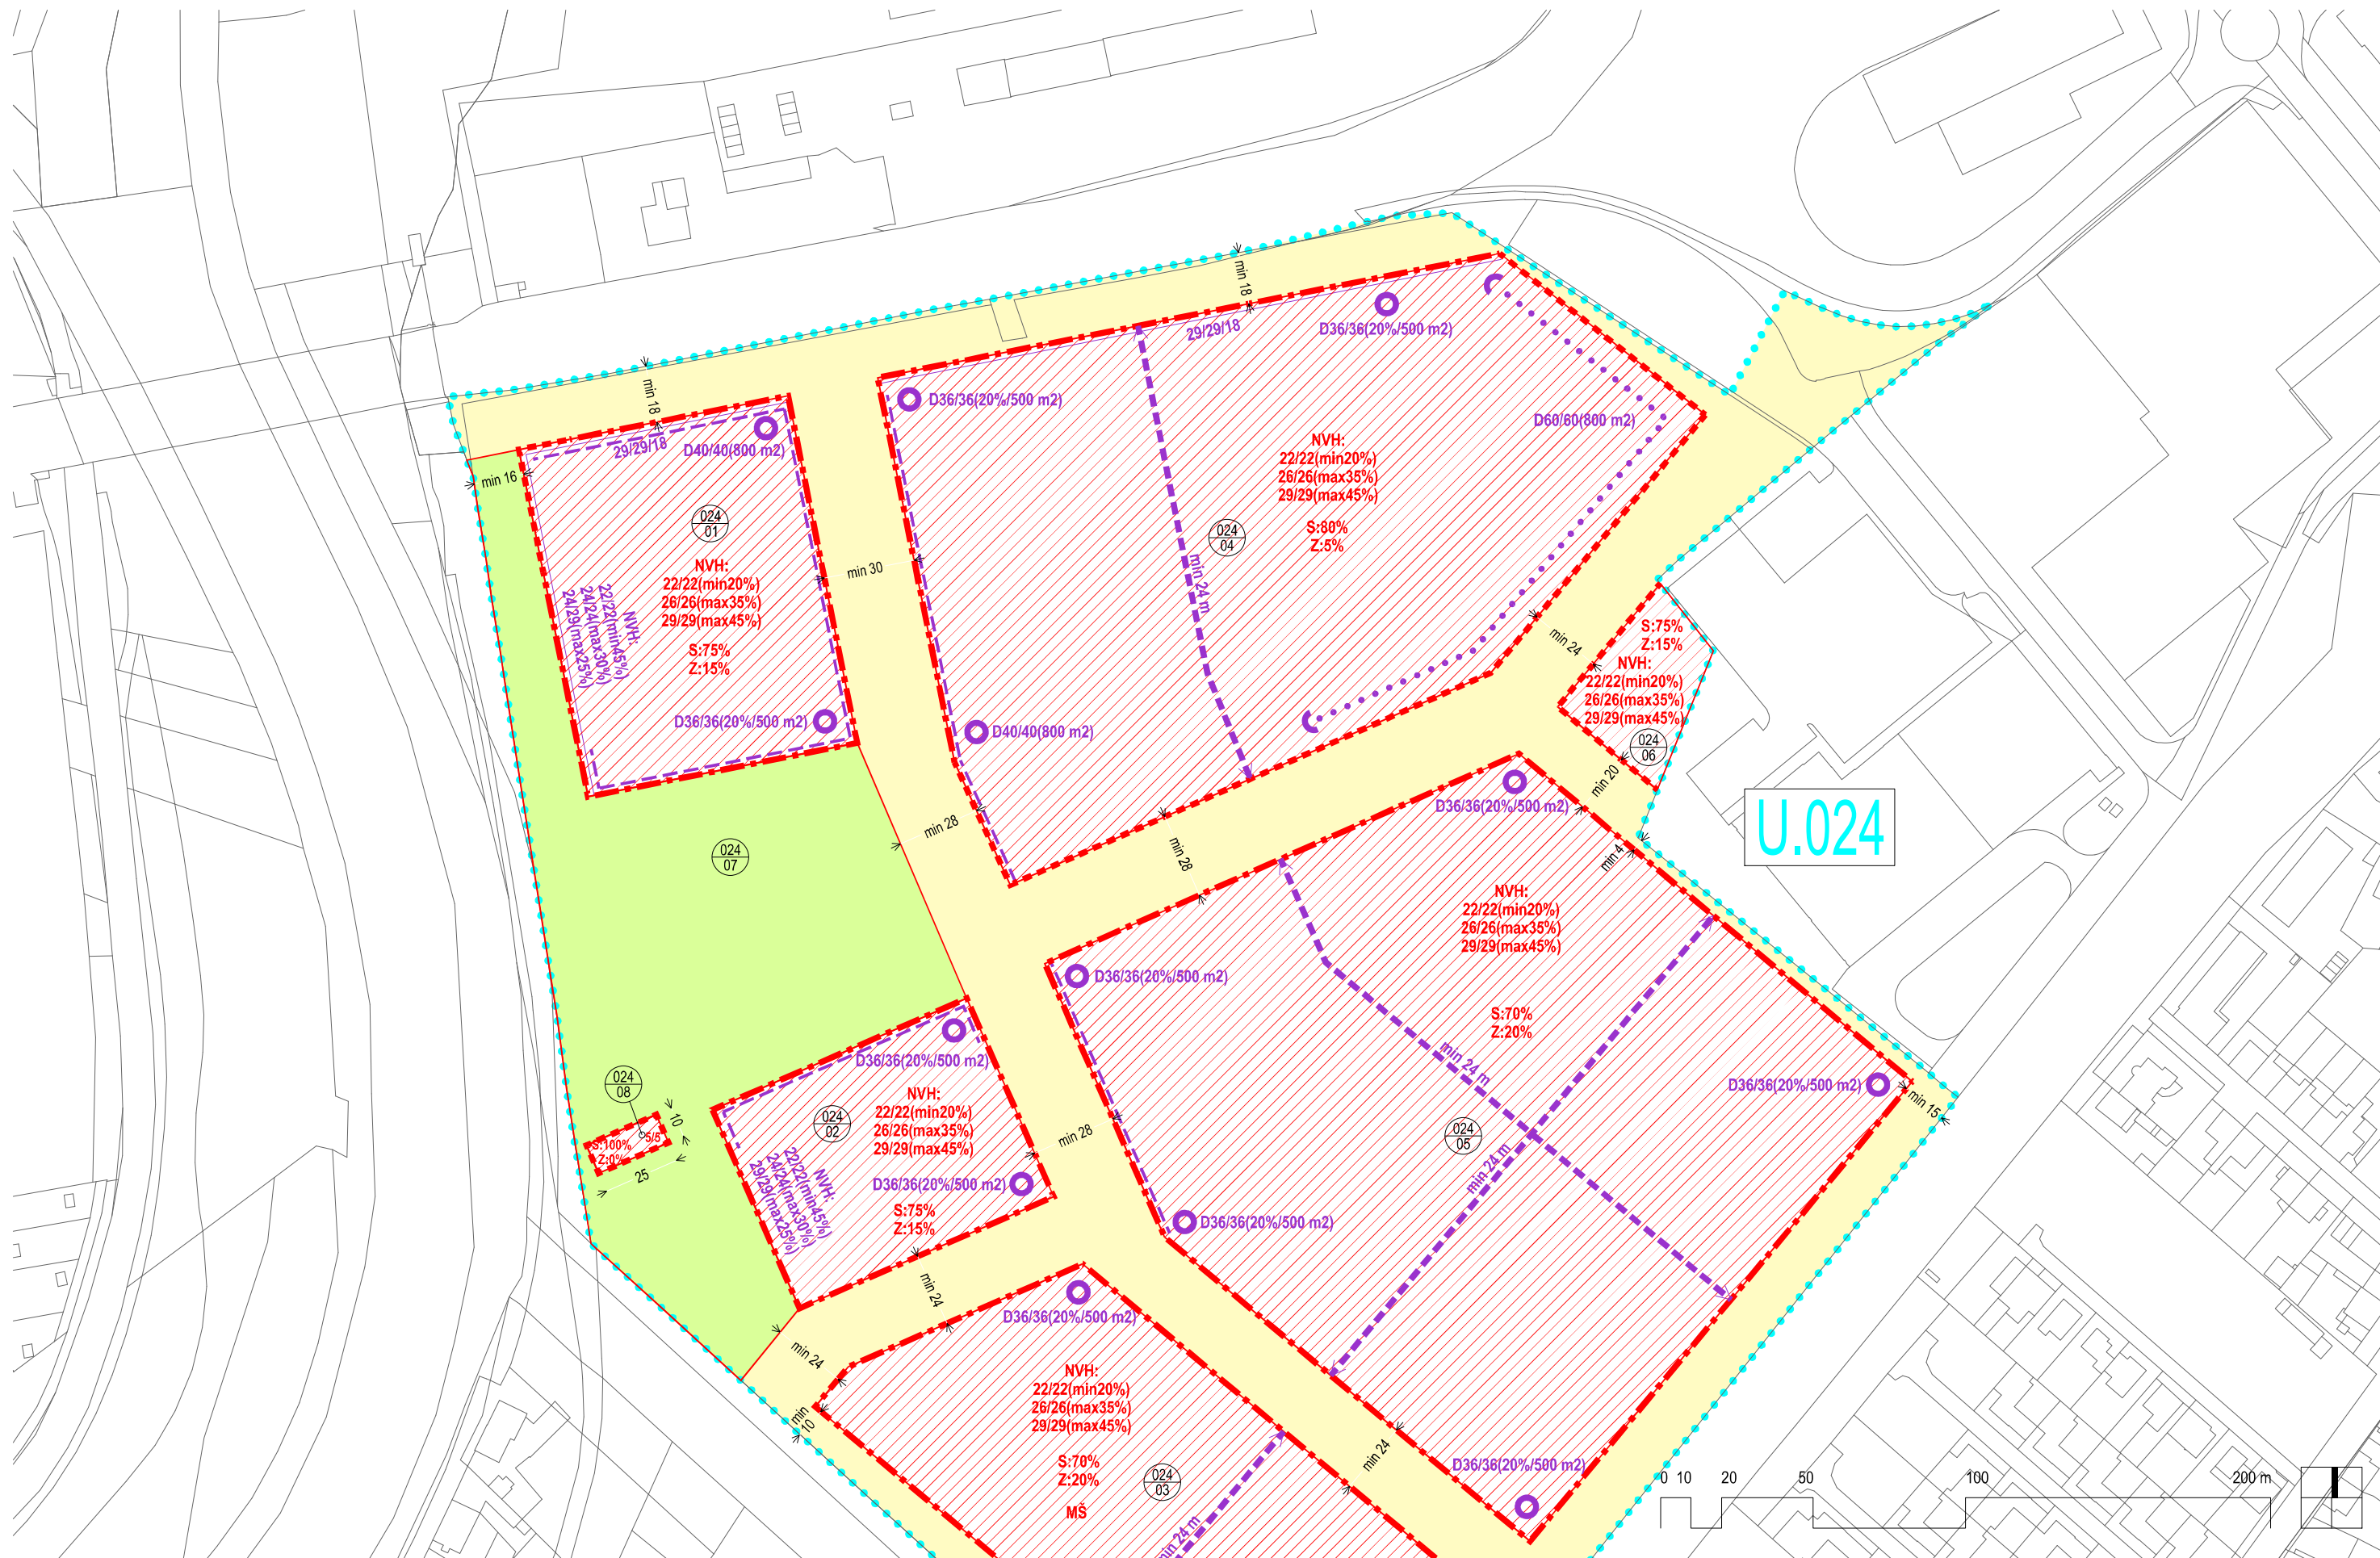 min 18
29/29/18
D36/36(20%/500 m2)
min 18
29/29/18
D40/40(800 m2)
D36/36(20%/500 m2)
D60/60(800 m2)
min 16
024
01
NVH:
22/22(min20%)
26/26(max35%)
29/29(max45%)
S:75%
Z:15%
NVH:
22/22(min45%)
24/24(max30%)
24/29(max25%)
D36/36(20%/500 m2)
min 30
NVH:
22/22(min20%)
26/26(max35%)
29/29(max45%)
S:80%
Z:5%
024
04
min 24 m
D40/40(800 m2)
min 24
S:75%
Z:15%
NVH:
22/22(min20%)
26/26(max35%)
29/29(max45%)
024
06
min 20
min 28
min 28
024
07
D36/36(20%/500 m2)
min 4
U.024
NVH:
22/22(min20%)
26/26(max35%)
29/29(max45%)
S:70%
Z:20%
D36/36(20%/500 m2)
min 24 m
min 24 m
024
05
D36/36(20%/500 m2)
min 15
D36/36(20%/500 m2)
024
08
S:100%
Z:0%
5/5
10
25
024
02
NVH:
22/22(min20%)
26/26(max35%)
29/29(max45%)
D36/36(20%/500 m2)
S:75%
Z:15%
NVH:
22/22(min45%)
24/24(max30%)
29/29(max25%)
min 28
D36/36(20%/500 m2)
min 24
D36/36(20%/500 m2)
min 24
min
10
NVH:
22/22(min20%)
26/26(max35%)
29/29(max45%)
S:70%
Z:20%
MŠ
024
03
min 24 m
min 24
D36/36(20%/500 m2)
0 10 20 50 100 200 m